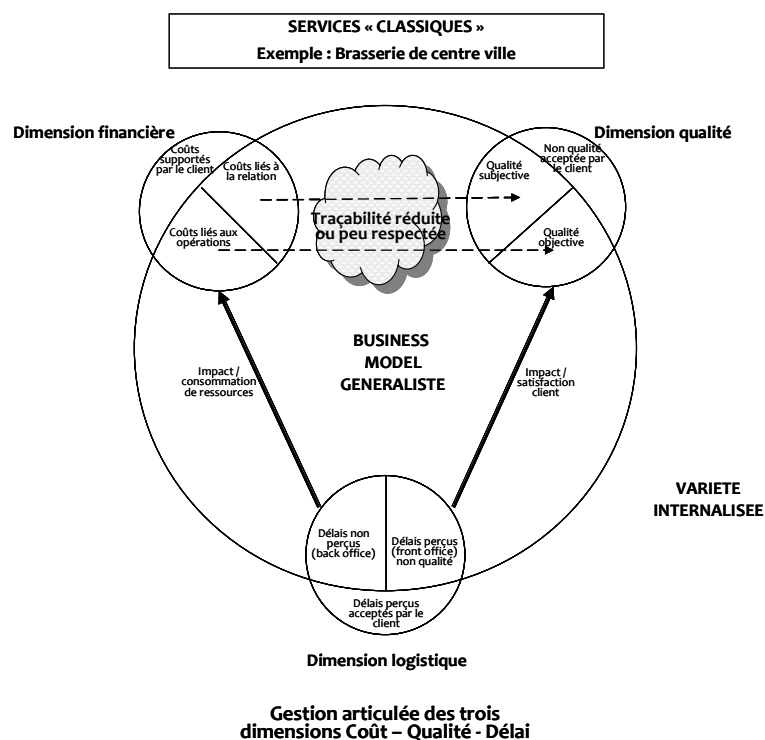 SERVICES « CLASSIQUES »
Exemple : Brasserie de centre ville
Dimension financière
Dimension qualité
Coûts
supportés
par le client
Coûts liés à
la relation
Coûts liés aux
opérations
Traçabilité réduite
ou peu respectée
Qualité
subjective
Non qualité
acceptée par
le client
Qualité
objective
BUSINESS
MODEL
GENERALISTE
Impact /
consommation
de ressources
Impact /
satisfaction
client
VARIETE
INTERNALISEE
Délais non
perçus
(back office)
Délais perçus
(front office)
non qualité
Délais perçus
acceptés par le
client
Dimension logistique
Gestion articulée des trois
dimensions Coût – Qualité - Délai